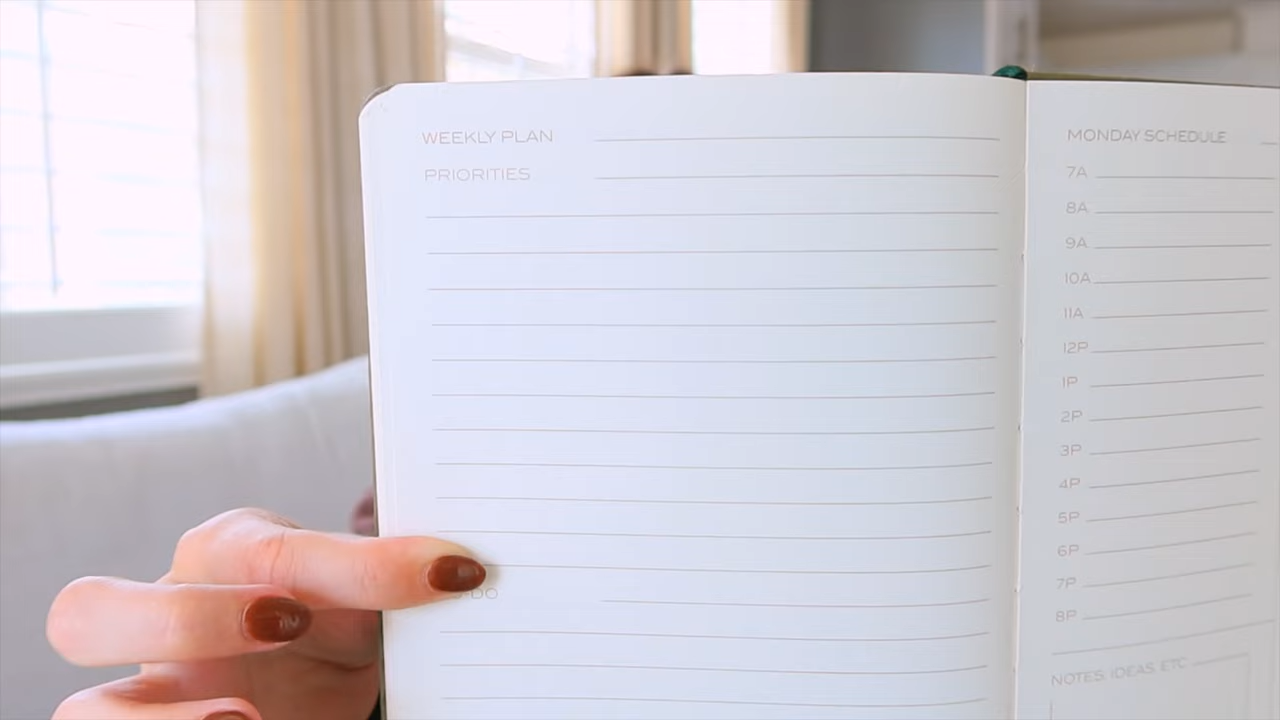 WEEKLY PLAN
PRIORITIES
DO
MONDAY SCHEDULE
7A
8A
9A
10A
11A
12P
1P
2P
3P
4P
5P
6P
7P
8P
NOTES, IDEAS, ETC